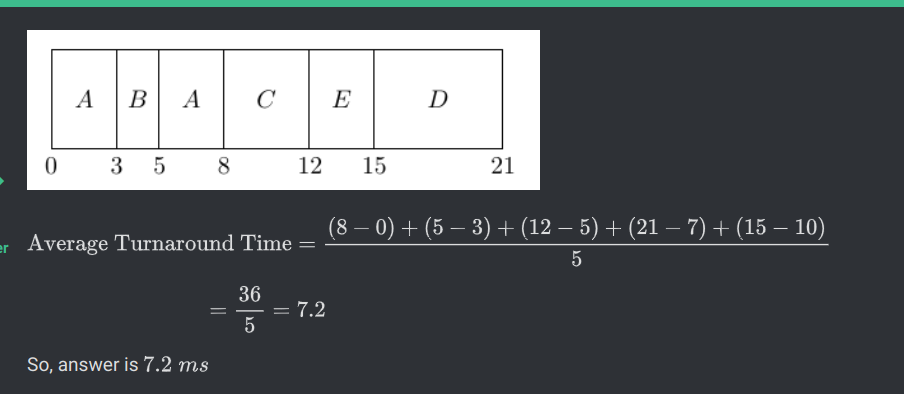 A B A C E D
0 3 5 8 12 15 21
er
Average Turnaround Time = \frac{(8 − 0) + (5 − 3) + (12 − 5) + (21 − 7) + (15 − 10)}{5}
= \frac{36}{5} = 7.2
So, answer is 7.2 ms